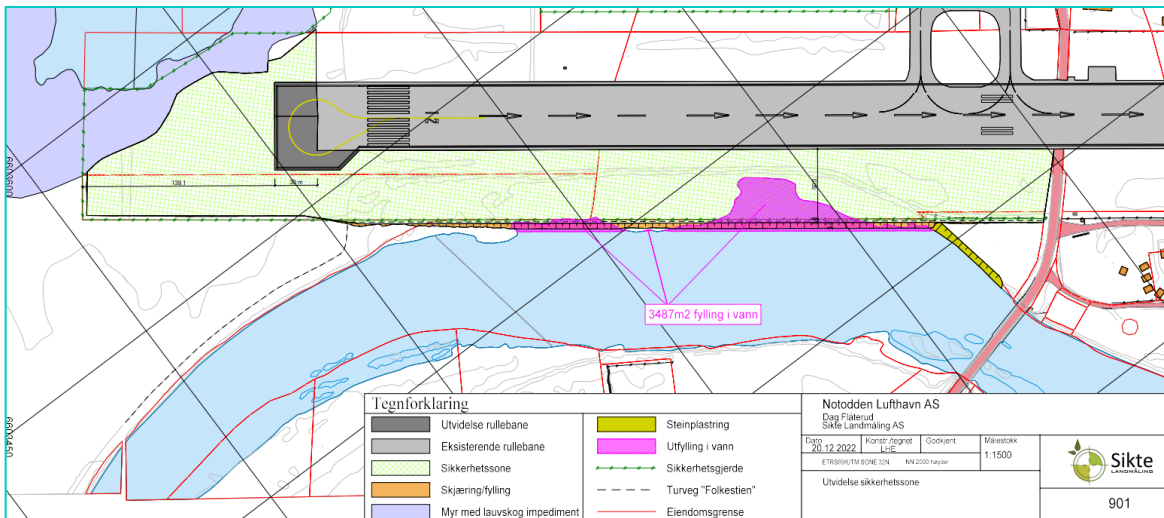 21
139.1
30 m
6603600
3487m2 fylling i vann
6603450
Tegnforklaring
Utvidelse rullebane
Eksisterende rullebane
Sikkerhetssone
Skjæring/fylling
Myr med lauvskog impediment
Steinplastring
Utfylling i vann
Sikkerhetsgjerde
Turveg "Folkestien"
Eiendomsgrense
Notodden Lufthavn AS
Dag Flåterud
Sikte Landmåling AS
Dato
20.12.2022
Konstr./tegnet
LHE
Godkjent
Målestokk
1:1500
ETRS89/UTM SONE 32N
NN 2000 høyder
Utvidelse sikkerhetssone
Sikte
LANDMÅLING
901